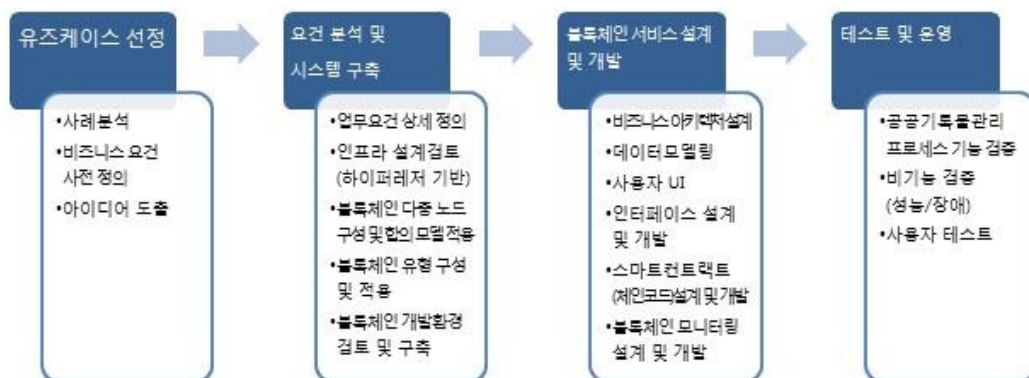 유즈케이스 선정
•사례분석
•비즈니스 요건
사전 정의
•아이디어 도출
요건 분석 및
시스템 구축
•업무요건 상세 정의
•인프라 설계검토
(하이퍼레저 기반)
•블록체인 다중 노드
구성 및 합의 모델 적용
•블록체인 유형 구성
및 적용
•블록체인 개발환경
검토 및 구축
블록체인 서비스 설계
및 개발
•비즈니스 아키텍처 설계
•데이터모델링
•사용자 UI
•인터페이스 설계
및 개발
•스마트컨트랙트
(체인코드)설계 및 개발
•블록체인 모니터링
설계 및 개발
테스트 및 운영
•공공기록물관리
프로세스 기능 검증
•비기능 검증
(성능/장애)
•사용자 테스트